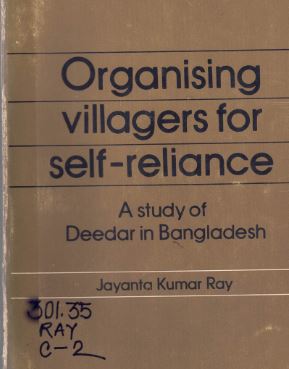 Organising
villagers for
self-reliance
A study of
Deedar in Bangladesh
Jayanta Kumar Ray
301.35
RAY
C-2